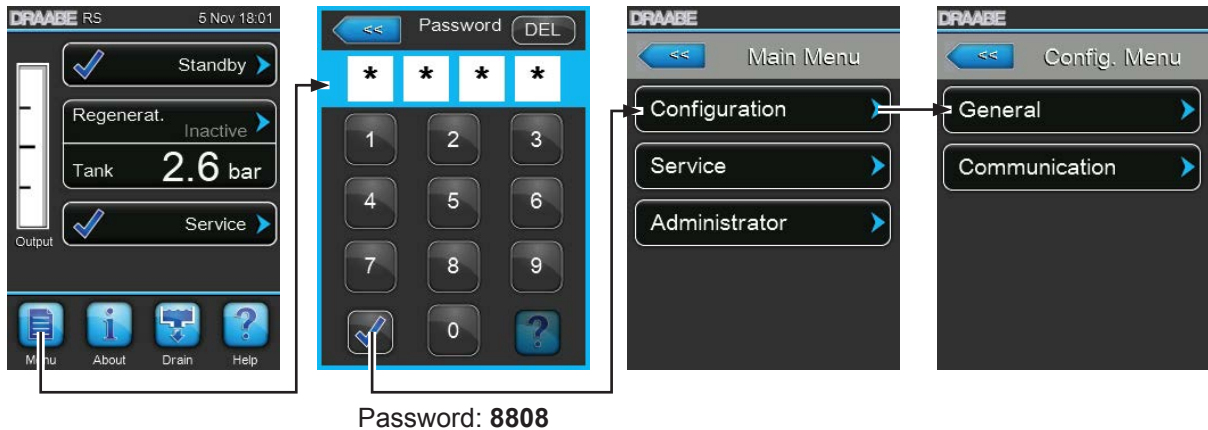 DRAABE RS 5 Nov 18:01
Standby
Regenerat.
Inactive
Tank 2.6 bar
Service
Output
Menu About Drain Help
<< Password DEL
* * * *
1 2 3
4 5 6
7 8 9
0 ?
Password: 8808
DRAABE
<< Main Menu
Configuration
Service
Administrator
DRAABE
<< Config. Menu
General
Communication